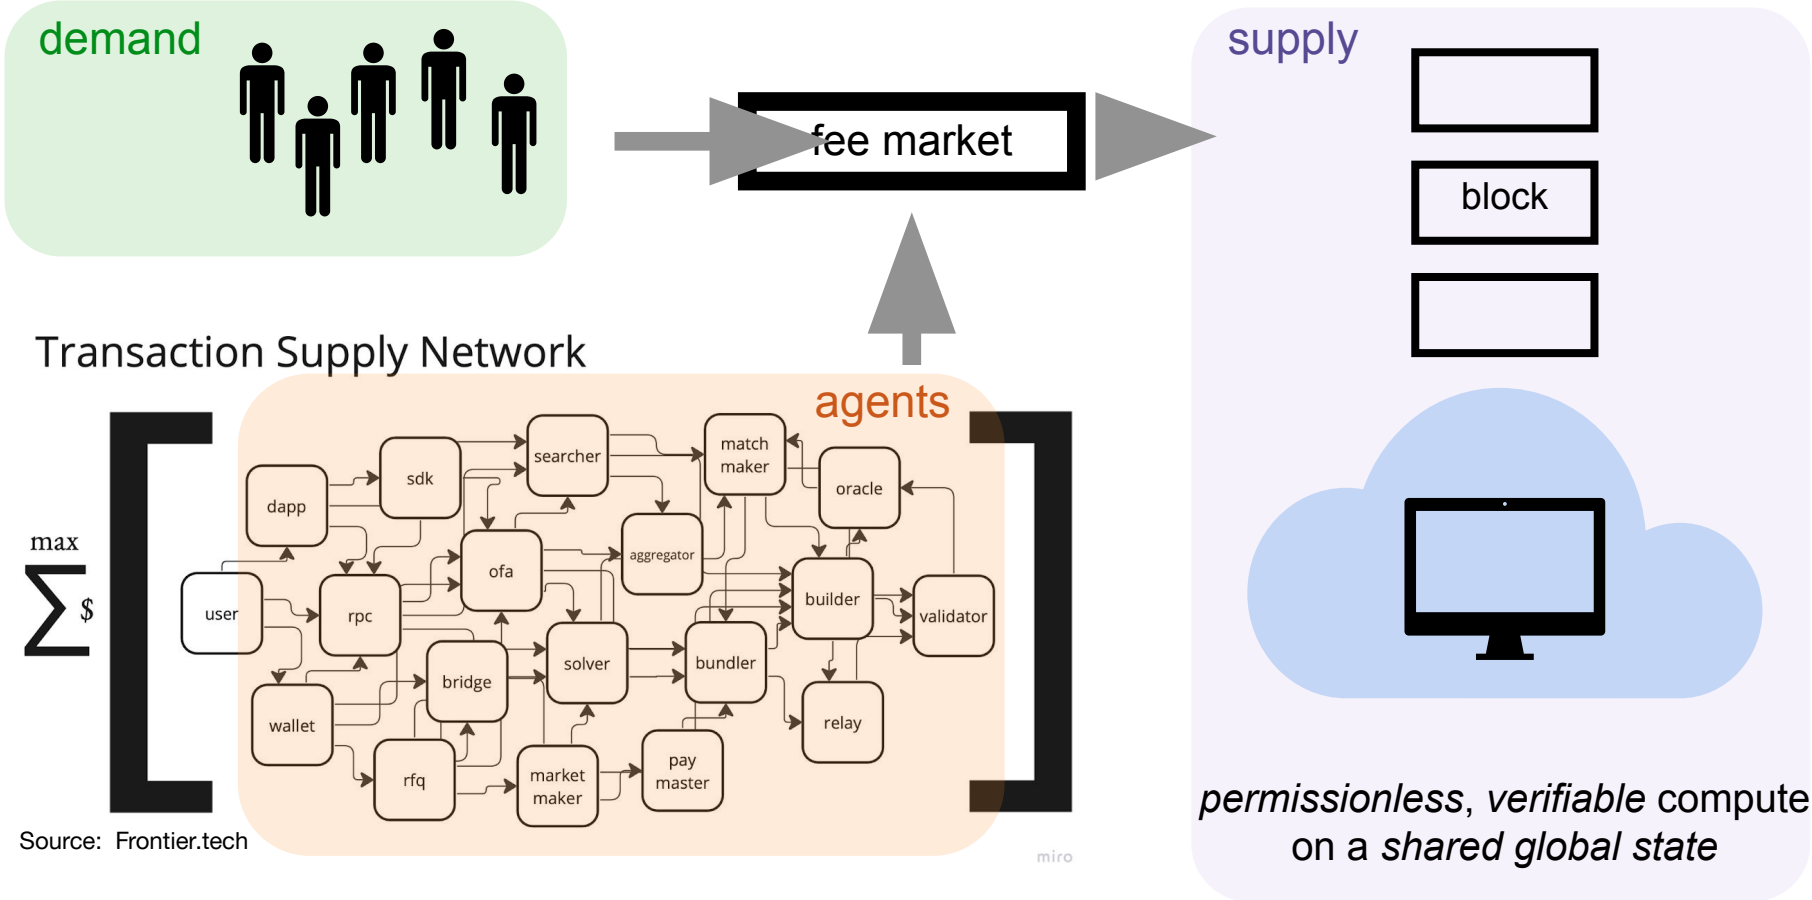 demand
supply
fee market
block
Transaction Supply Network
agents
max
∑ $
searcher
match
maker
sdk
oracle
dapp
aggregator
ofa
user
rpc
builder
validator
solver
bundler
bridge
wallet
relay
rfq
market
maker
pay
master
permissionless, verifiable compute
on a shared global state
Source: Frontier.tech
miro